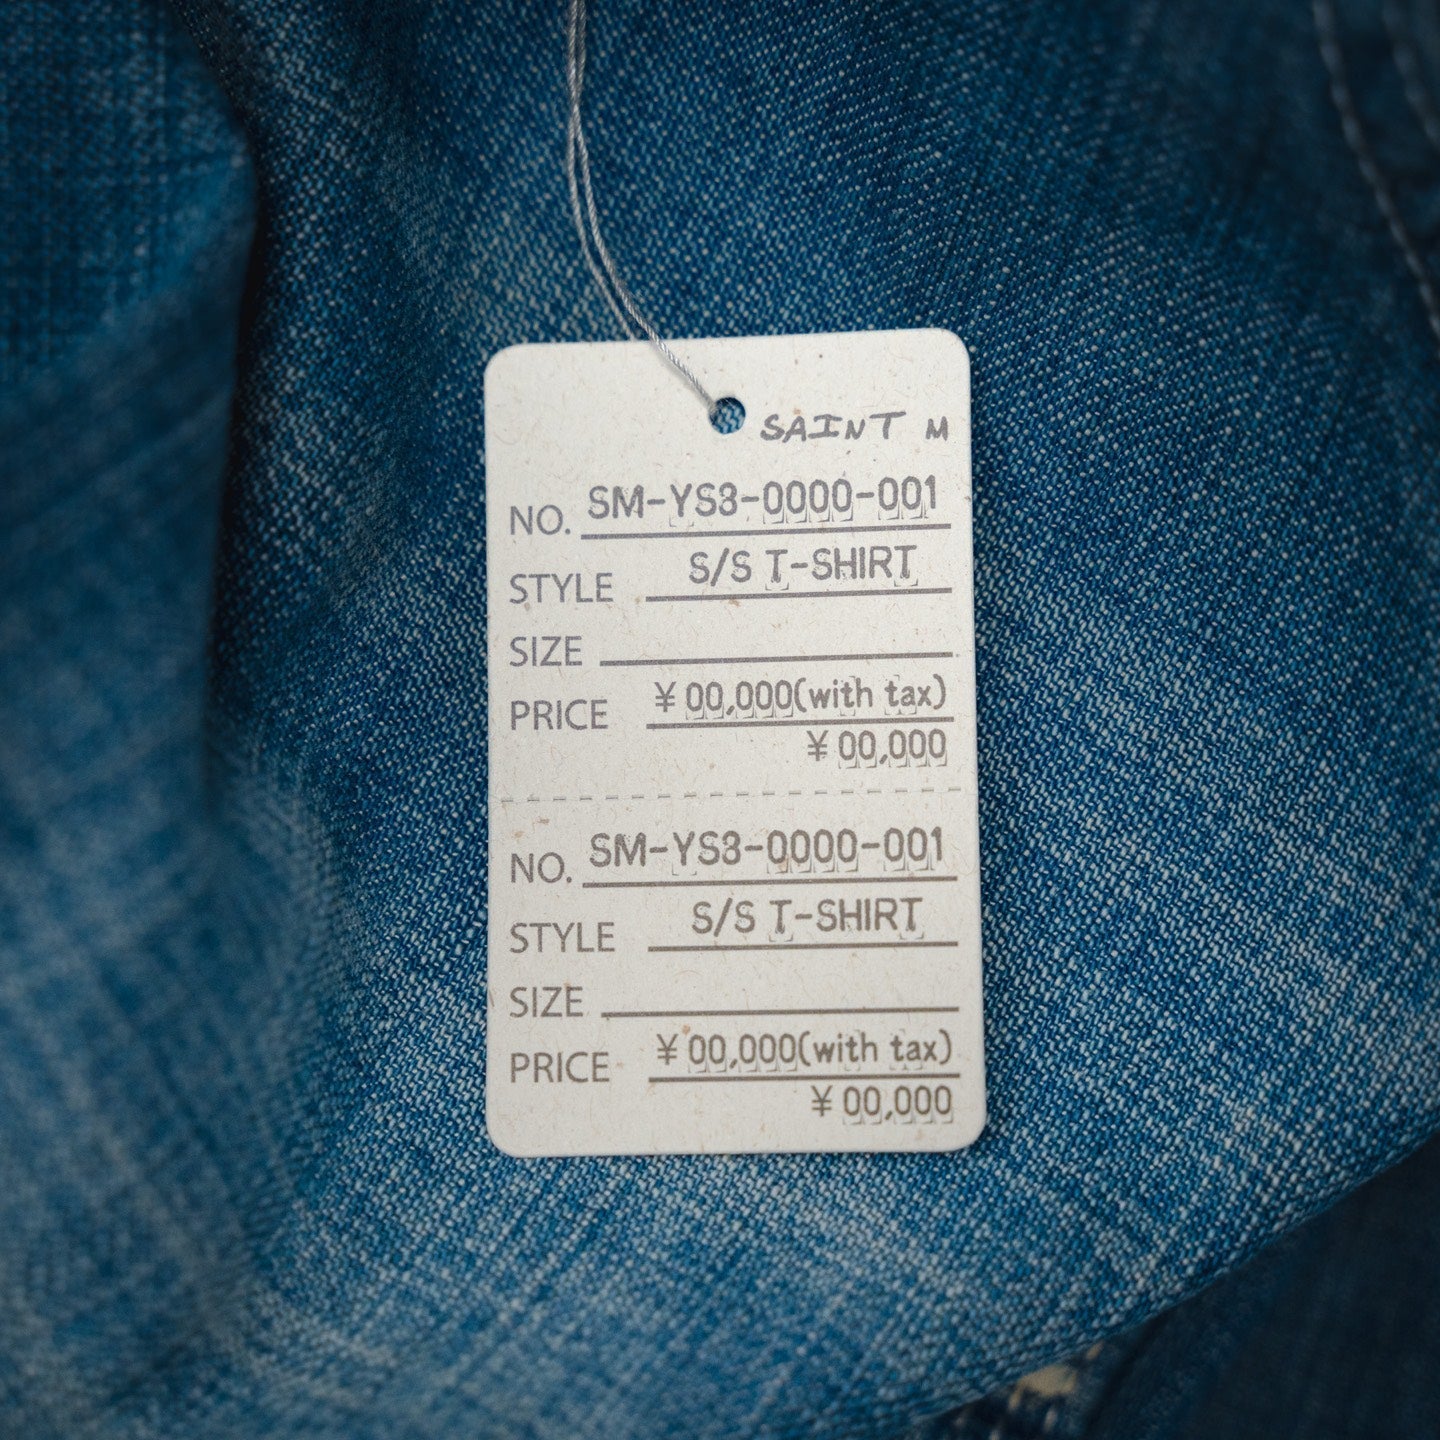 SAINT M
NO. SM-YS8-0000-001
STYLE S/S T-SHIRT
SIZE
PRICE ¥00,000(with tax)
¥00,000
NO. SM-YS8-0000-001
STYLE S/S T-SHIRT
SIZE
PRICE ¥00,000(with tax)
¥00,000